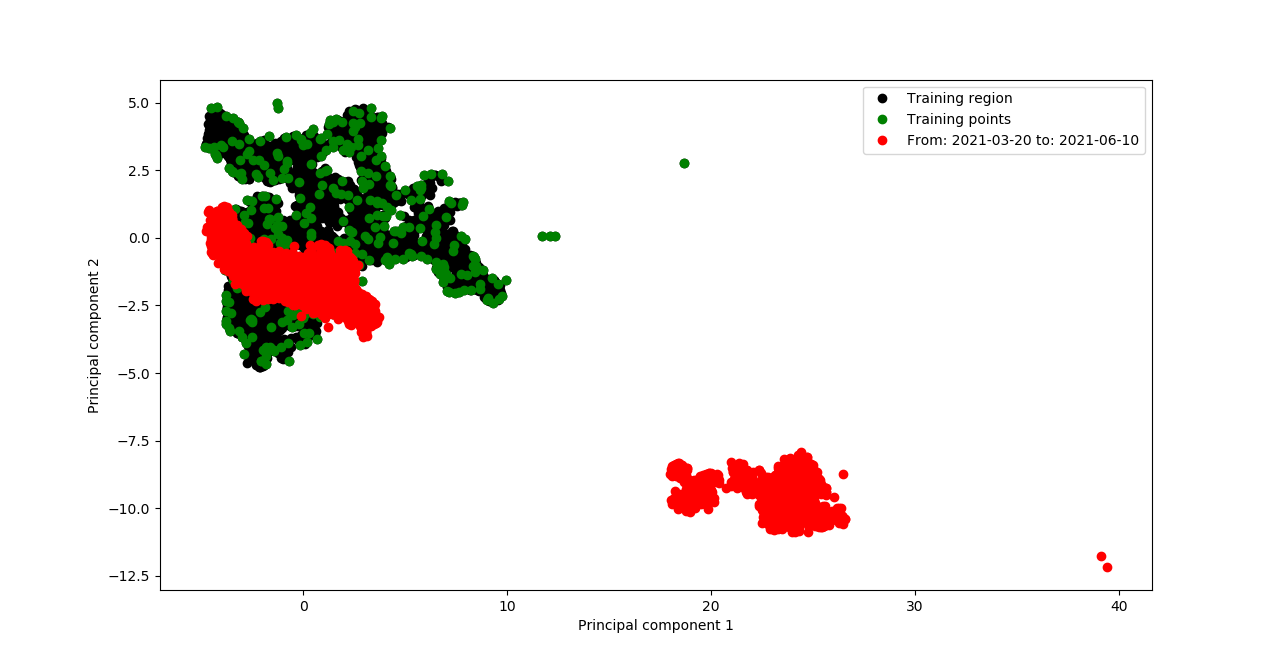 Training region
Training points
From: 2021-03-20 to: 2021-06-10
5.0
2.5
0.0
−2.5
−5.0
−7.5
−10.0
−12.5
Principal component 2
0 10 20 30 40
Principal component 1